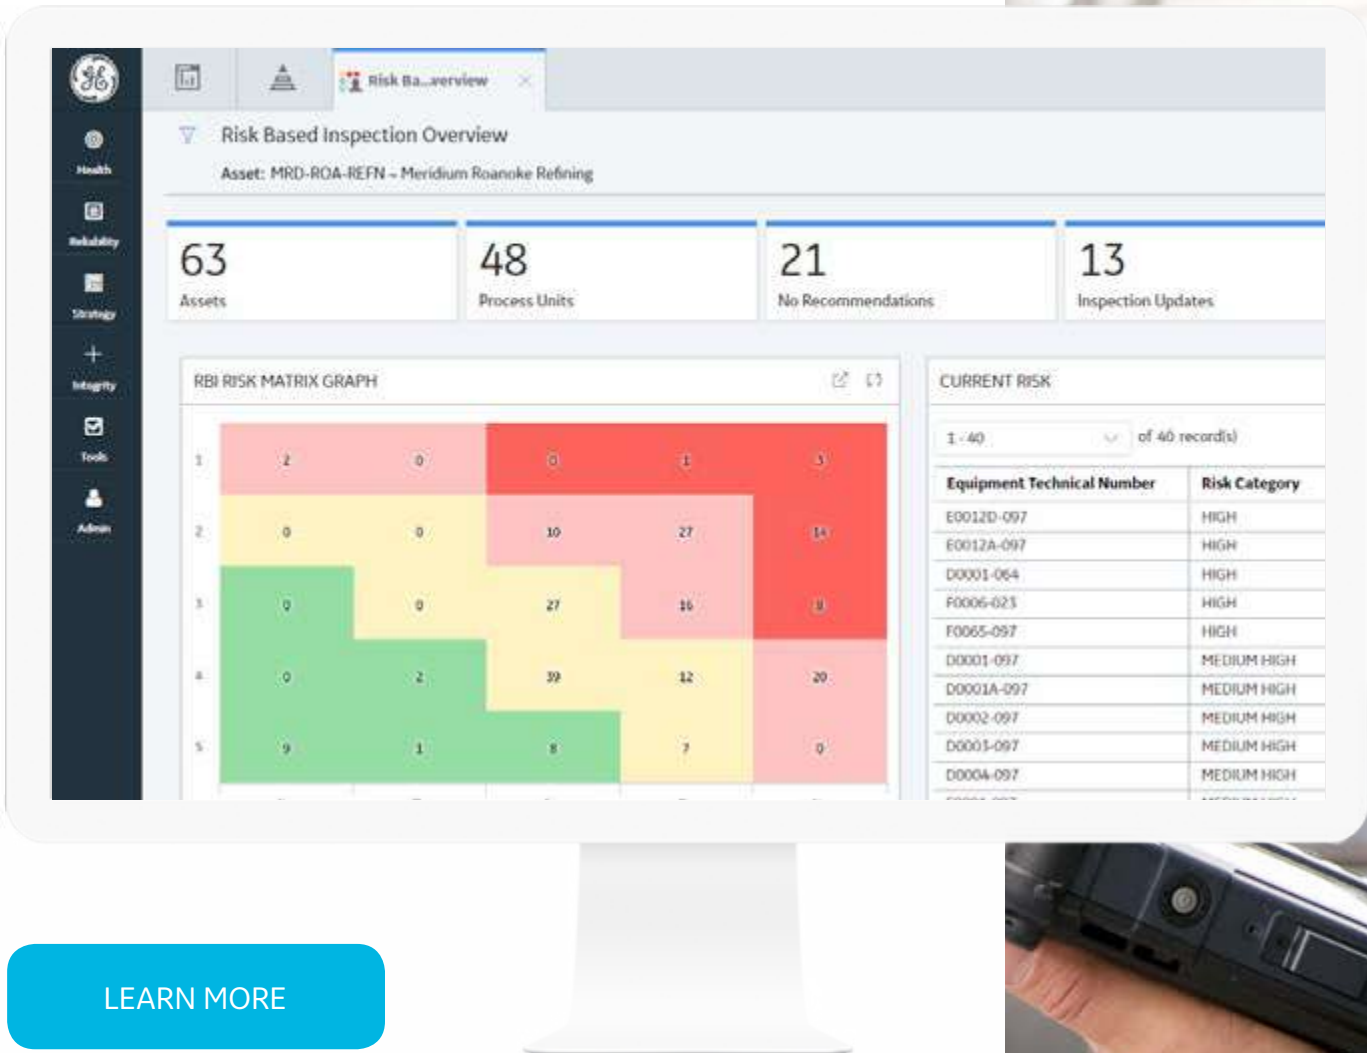 GE
Risk Ba...verview
Health
Reliability
Strategy
Integrity
Tools
Admin
Risk Based Inspection Overview
Asset: MRD-ROA-REFN ~ Meridium Roanoke Refining
63
Assets
48
Process Units
21
No Recommendations
13
Inspection Updates
RBI RISK MATRIX GRAPH
1 2 0 0 1 3
2 0 0 10 27 14
3 0 0 27 16 8
4 0 2 39 12 20
5 9 1 8 7 0
CURRENT RISK
1 - 40 of 40 record(s)
Equipment Technical Number Risk Category
E0012D-097 HIGH
E0012A-097 HIGH
D0001-064 HIGH
F0006-023 HIGH
F0065-097 HIGH
D0001-097 MEDIUM HIGH
D0001A-097 MEDIUM HIGH
D0002-097 MEDIUM HIGH
D0003-097 MEDIUM HIGH
D0004-097 MEDIUM HIGH
LEARN MORE